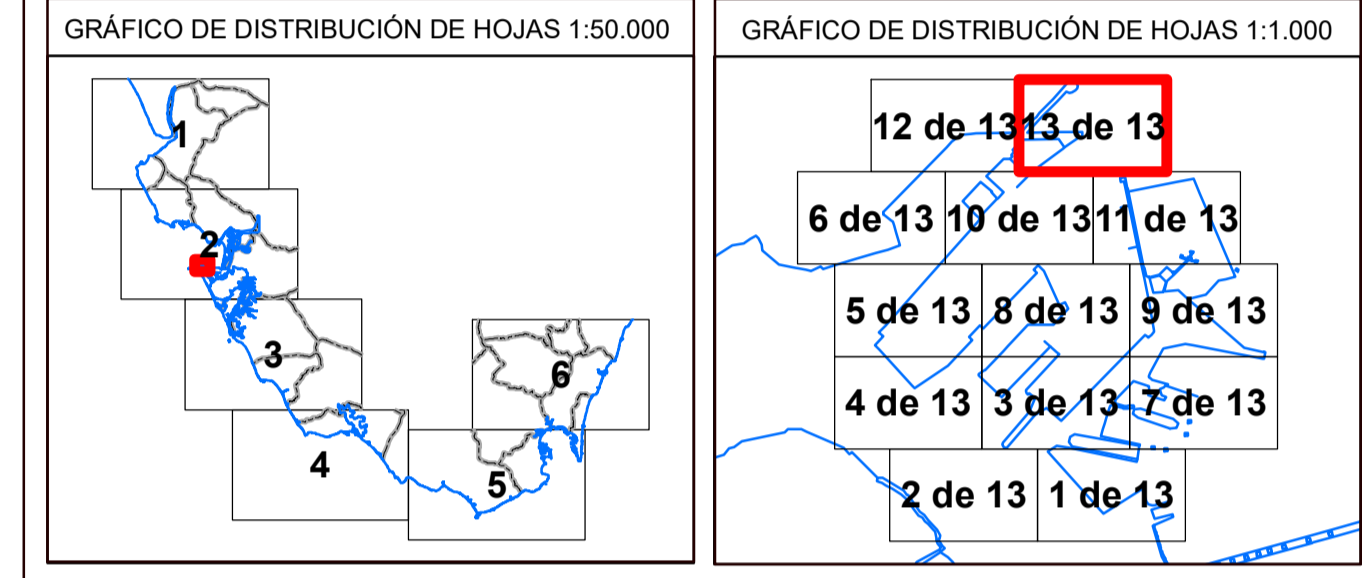 GRÁFICO DE DISTRIBUCIÓN DE HOJAS 1:50.000
1
2
3
6
4
5
GRÁFICO DE DISTRIBUCIÓN DE HOJAS 1:1.000
12 de 13 13 de 13
6 de 13 10 de 13 11 de 13
5 de 13 8 de 13 9 de 13
4 de 13 3 de 13 7 de 13
2 de 13 1 de 13